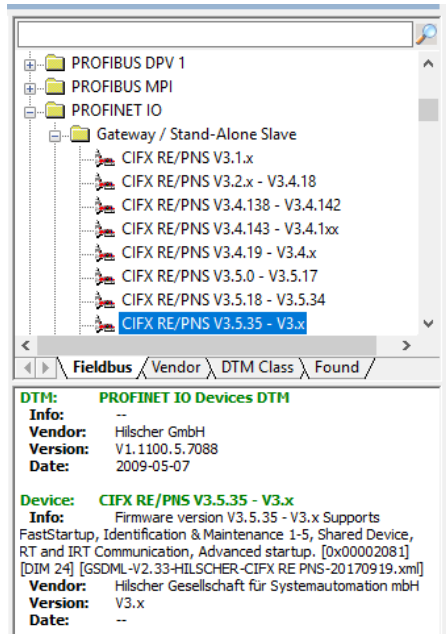 PROFIBUS DPV 1
PROFIBUS MPI
PROFINET IO
Gateway / Stand-Alone Slave
CIFX RE/PNS V3.1.x
CIFX RE/PNS V3.2.x - V3.4.18
CIFX RE/PNS V3.4.138 - V3.4.142
CIFX RE/PNS V3.4.143 - V3.4.1xx
CIFX RE/PNS V3.4.19 - V3.4.x
CIFX RE/PNS V3.5.0 - V3.5.17
CIFX RE/PNS V3.5.18 - V3.5.34
CIFX RE/PNS V3.5.35 - V3.x
Fieldbus Vendor DTM Class Found
DTM: PROFINET IO Devices DTM
Info: --
Vendor: Hilscher GmbH
Version: V1.1100.5.7088
Date: 2009-05-07
Device: CIFX RE/PNS V3.5.35 - V3.x
Info: Firmware version V3.5.35 - V3.x Supports
FastStartup, Identification & Maintenance 1-5, Shared Device,
RT and IRT Communication, Advanced startup. [0x00002081]
[DIM 24] [GSDML-V2.33-HILSCHER-CIFX RE PNS-20170919.xml]
Vendor: Hilscher Gesellschaft für Systemautomation mbH
Version: V3.x
Date: --